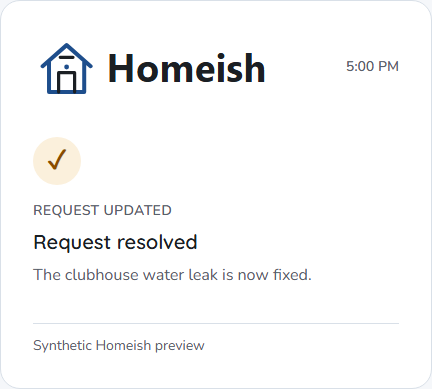 Homeish
5:00 PM
REQUEST UPDATED
Request resolved
The clubhouse water leak is now fixed.
Synthetic Homeish preview